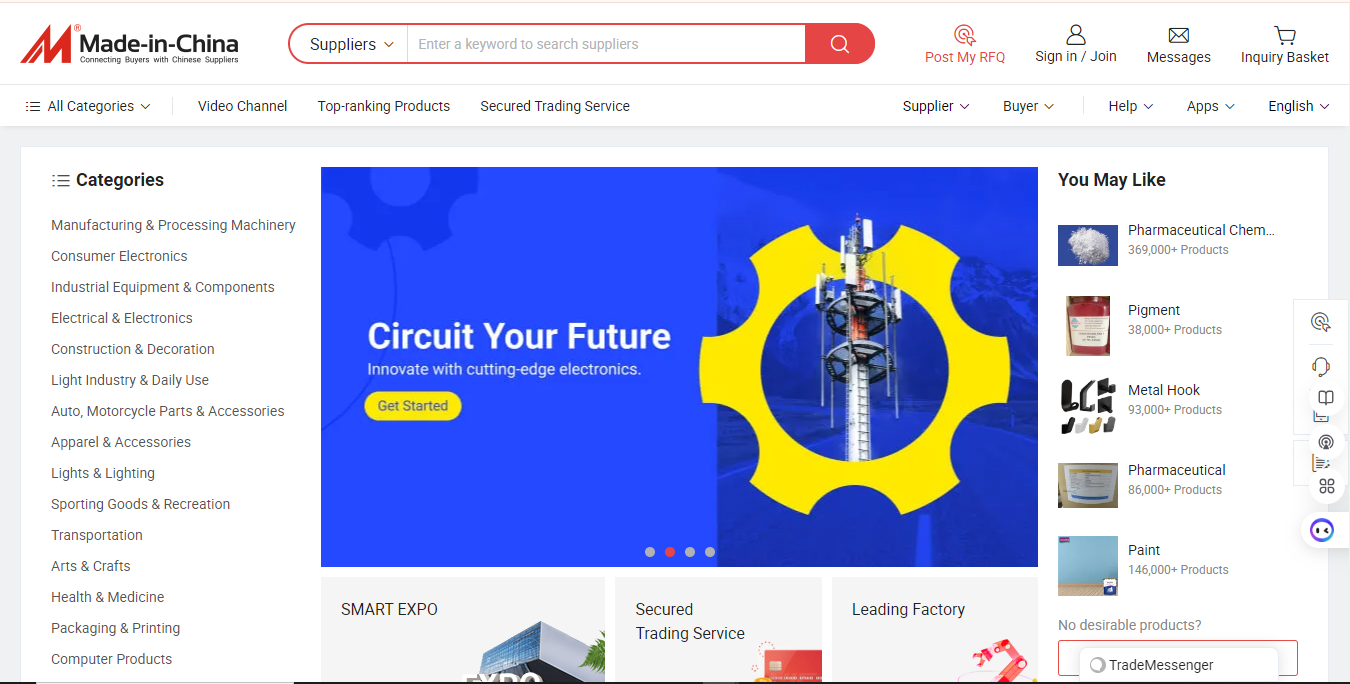 Made-in-China®
Connecting Buyers with Chinese Suppliers
Suppliers
Enter a keyword to search suppliers
Post My RFQ
Sign in / Join
Messages
Inquiry Basket
All Categories
Video Channel
Top-ranking Products
Secured Trading Service
Supplier
Buyer
Help
Apps
English
Categories
Manufacturing & Processing Machinery
Consumer Electronics
Industrial Equipment & Components
Electrical & Electronics
Construction & Decoration
Light Industry & Daily Use
Auto, Motorcycle Parts & Accessories
Apparel & Accessories
Lights & Lighting
Sporting Goods & Recreation
Transportation
Arts & Crafts
Health & Medicine
Packaging & Printing
Computer Products
Circuit Your Future
Innovate with cutting-edge electronics.
Get Started
SMART EXPO
EXPO
Secured
Trading Service
Leading Factory
You May Like
Pharmaceutical Chem...
369,000+ Products
Pigment
38,000+ Products
Metal Hook
93,000+ Products
Pharmaceutical
86,000+ Products
Paint
146,000+ Products
No desirable products?
TradeMessenger